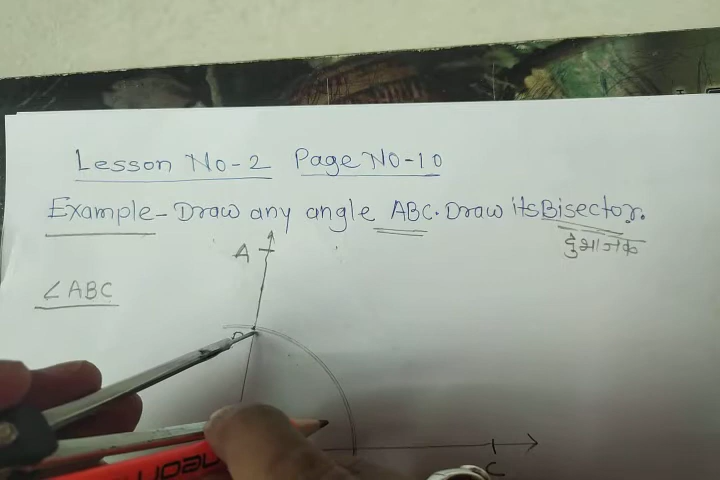 Lesson No-2 Page No-10
Example- Draw any angle ABC. Draw its Bisector.
दुभाजक
A
∠ABC
C